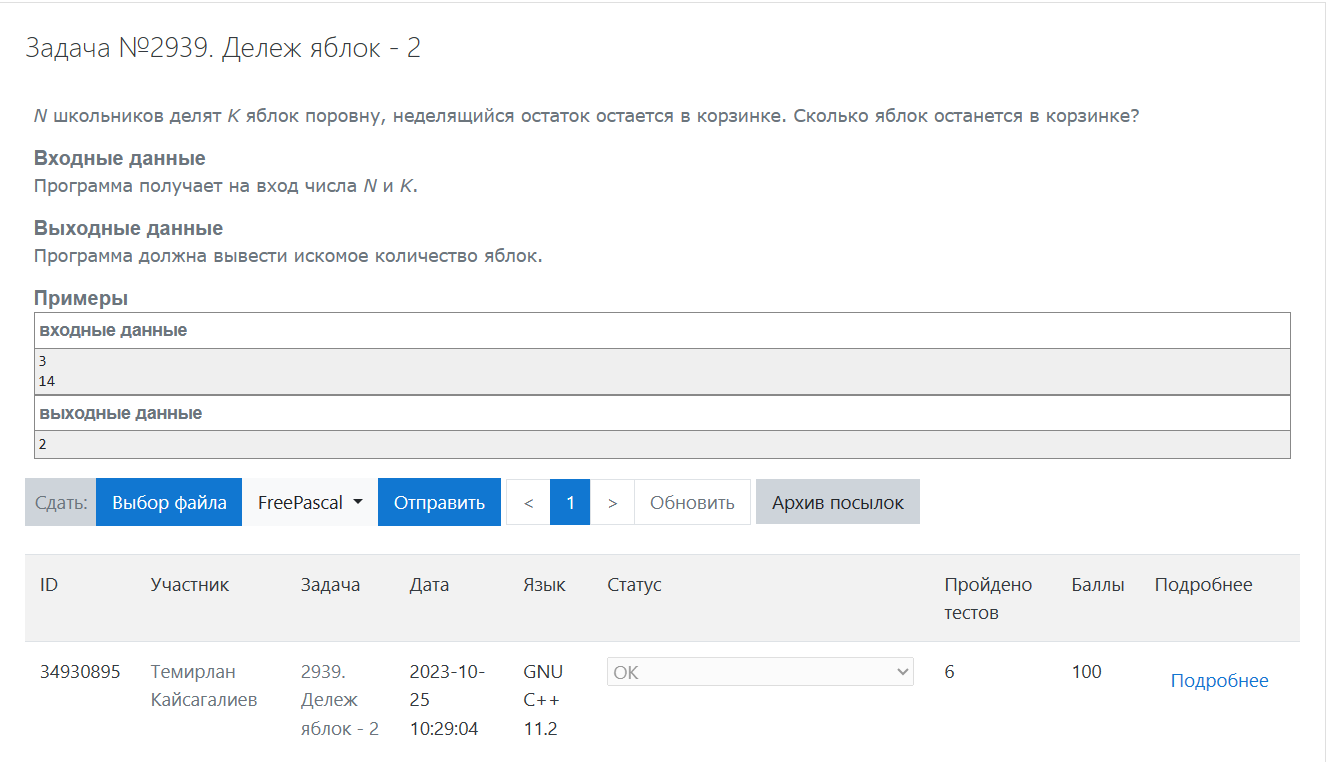 Задача №2939. Дележ яблок - 2
N школьников делят K яблок поровну, неделящийся остаток остается в корзинке. Сколько яблок останется в корзинке?
Входные данные
Программа получает на вход числа N и K.
Выходные данные
Программа должна вывести искомое количество яблок.
Примеры
входные данные
3
14
выходные данные
2
Сдать: Выбор файла FreePascal Отправить < 1 > Обновить Архив посылок
ID Участник Задача Дата Язык Статус Пройдено Баллы Подробнее
тестов
34930895 Темирлан 2939. 2023-10- GNU OK 6 100 Подробнее
Кайсагалиев Дележ 25 C++
яблок - 2 10:29:04 11.2